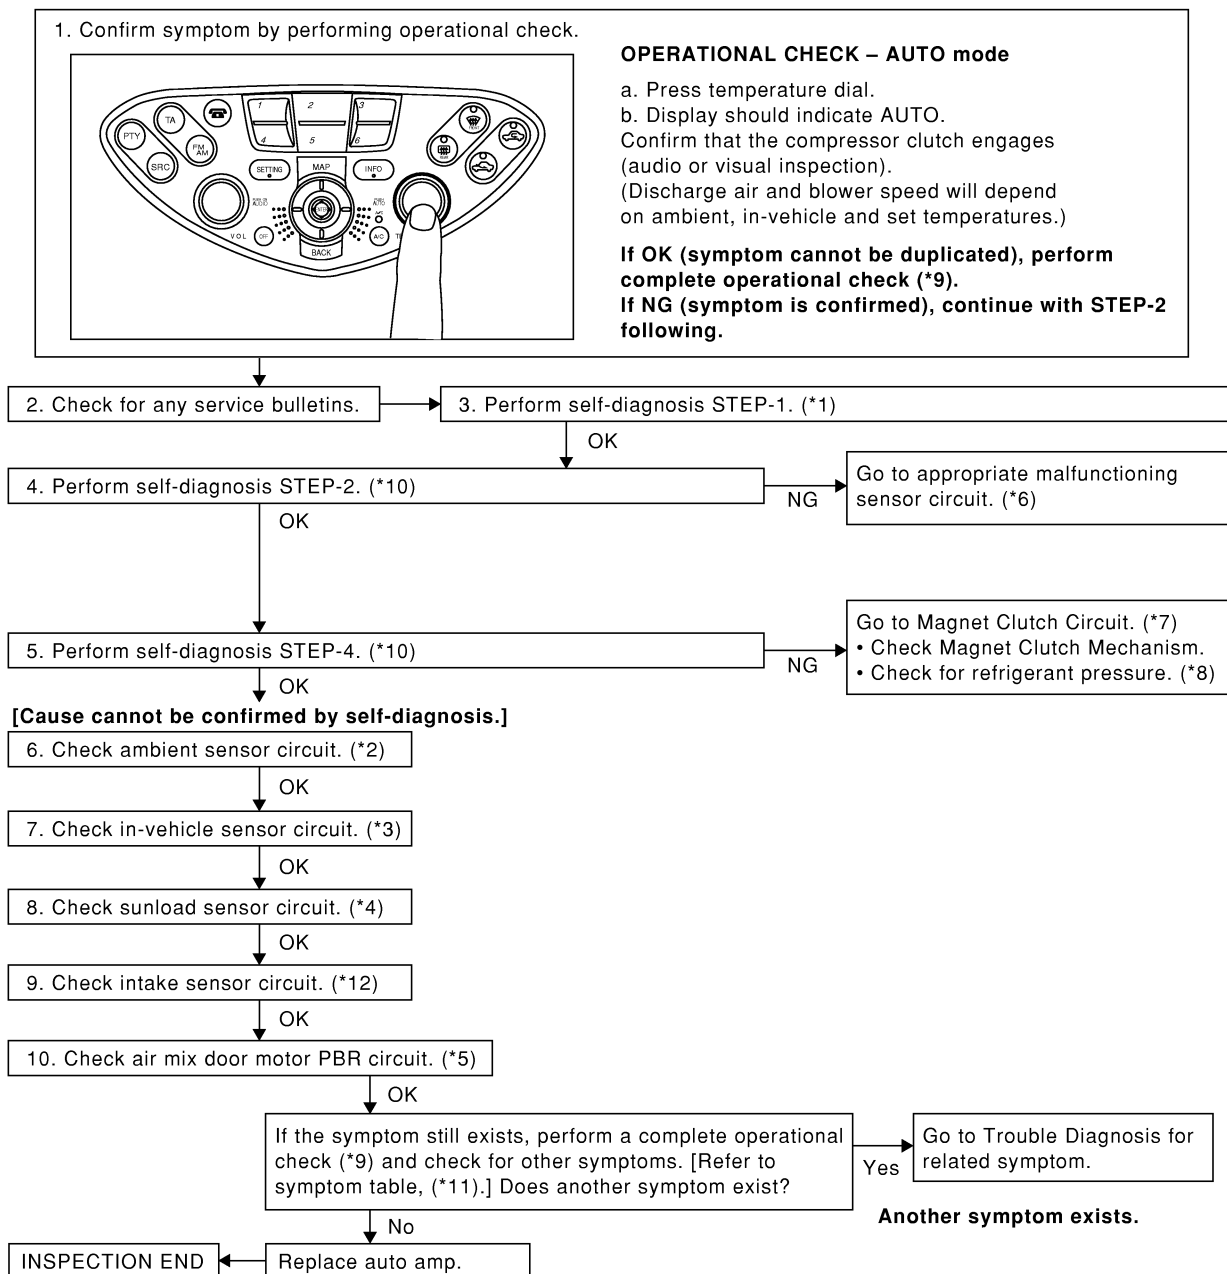 1. Confirm symptom by performing operational check.
PTY
TA
SRC
FM
AM
1
2
3
4
5
6
SETTING
MAP
INFO
ENTER
VOL
OFF
PUSH ON
AUDIO
PUSH
AUTO
A/C
A/C
TE
BACK
OPERATIONAL CHECK – AUTO mode
a. Press temperature dial.
b. Display should indicate AUTO.
Confirm that the compressor clutch engages
(audio or visual inspection).
(Discharge air and blower speed will depend
on ambient, in-vehicle and set temperatures.)
If OK (symptom cannot be duplicated), perform
complete operational check (*9).
If NG (symptom is confirmed), continue with STEP-2
following.
2. Check for any service bulletins.
3. Perform self-diagnosis STEP-1. (*1)
OK
4. Perform self-diagnosis STEP-2. (*10)
NG
Go to appropriate malfunctioning
sensor circuit. (*6)
OK
5. Perform self-diagnosis STEP-4. (*10)
NG
Go to Magnet Clutch Circuit. (*7)
• Check Magnet Clutch Mechanism.
• Check for refrigerant pressure. (*8)
OK
[Cause cannot be confirmed by self-diagnosis.]
6. Check ambient sensor circuit. (*2)
OK
7. Check in-vehicle sensor circuit. (*3)
OK
8. Check sunload sensor circuit. (*4)
OK
9. Check intake sensor circuit. (*12)
OK
10. Check air mix door motor PBR circuit. (*5)
OK
If the symptom still exists, perform a complete operational
check (*9) and check for other symptoms. [Refer to
symptom table, (*11).] Does another symptom exist?
Yes
Go to Trouble Diagnosis for
related symptom.
Another symptom exists.
No
Replace auto amp.
INSPECTION END